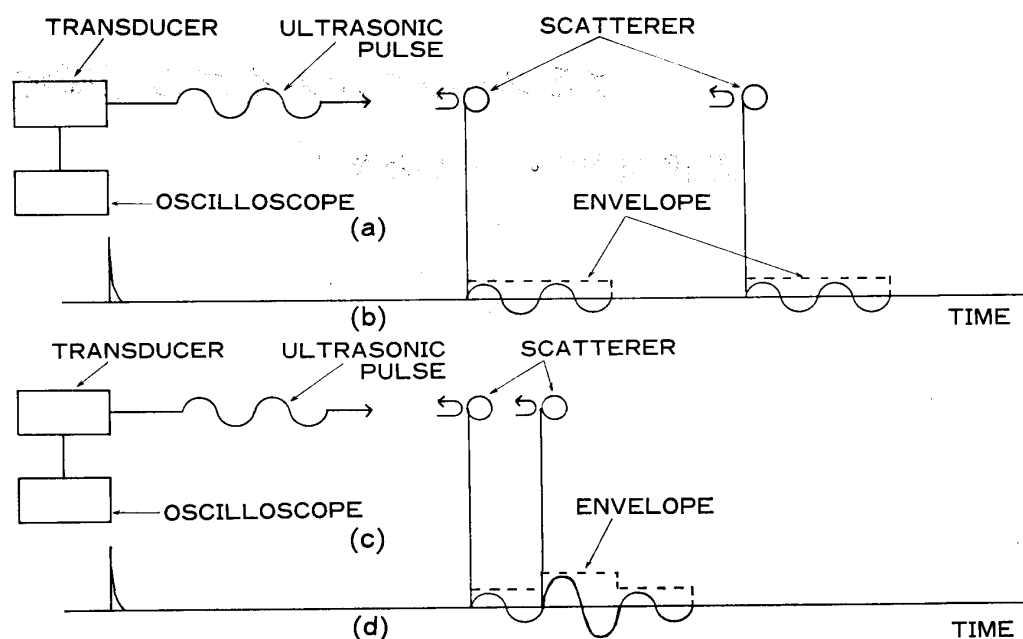 TRANSDUCER
ULTRASONIC
PULSE
SCATTERER
OSCILLOSCOPE
(a)
ENVELOPE
(b)
TIME
TRANSDUCER
ULTRASONIC
PULSE
SCATTERER
OSCILLOSCOPE
(c)
ENVELOPE
(d)
TIME